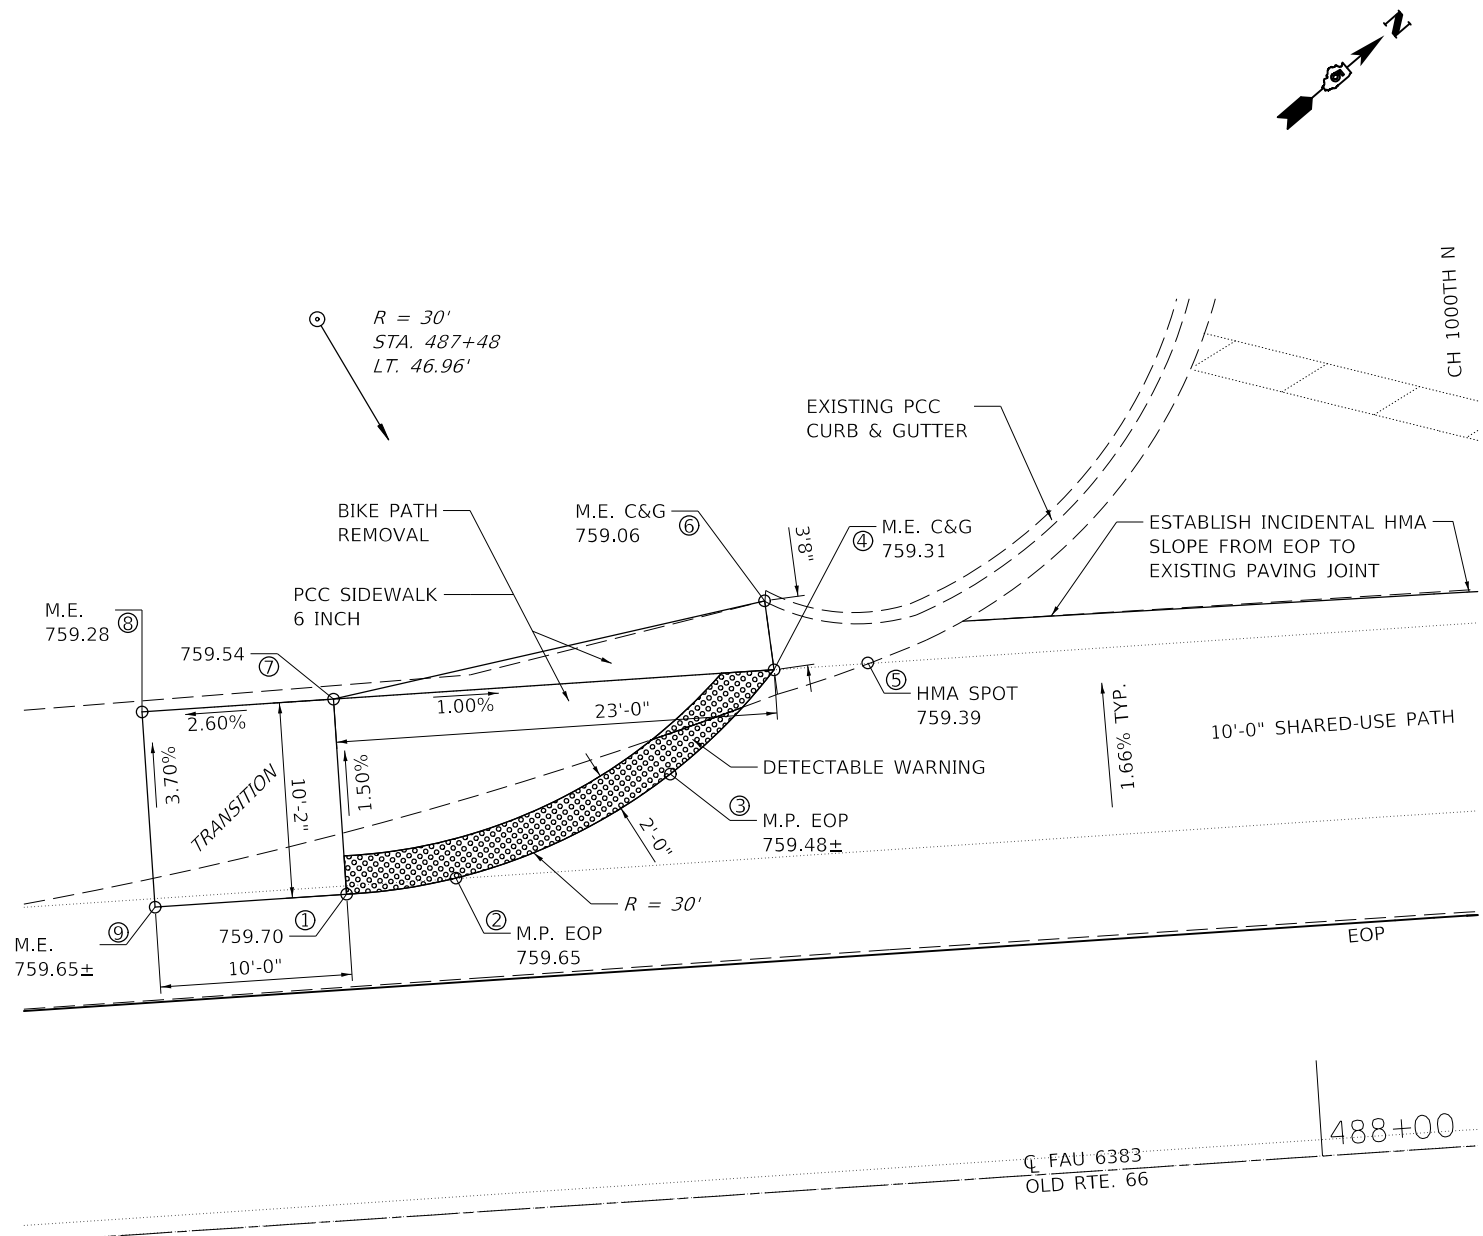 N
R = 30'
STA. 487+48
LT. 46.96'
CH 1000TH N
EXISTING PCC
CURB & GUTTER
BIKE PATH
REMOVAL
M.E. C&G
759.06
6
3'8"
4
M.E. C&G
759.31
ESTABLISH INCIDENTAL HMA
SLOPE FROM EOP TO
EXISTING PAVING JOINT
PCC SIDEWALK
6 INCH
M.E.
759.28
8
759.54
7
5
HMA SPOT
759.39
2.60%
1.00%
23'-0"
3.70%
TRANSITION
10'-2"
1.50%
1.66% TYP.
10'-0" SHARED-USE PATH
DETECTABLE WARNING
3
M.P. EOP
759.48±
2'-0"
R = 30'
1
759.70
2
M.P. EOP
759.65
M.E.
759.65±
9
10'-0"
EOP
488+00
℄ FAU 6383
OLD RTE. 66